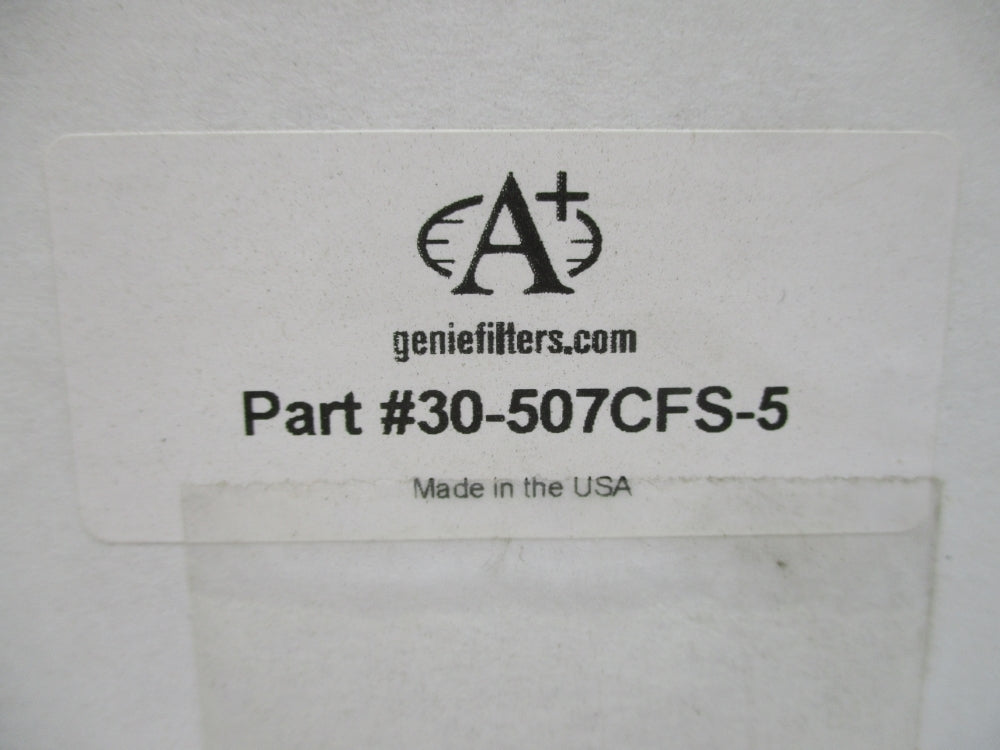 A+
geniefilters.com
Part #30-507CFS-5
Made in the USA